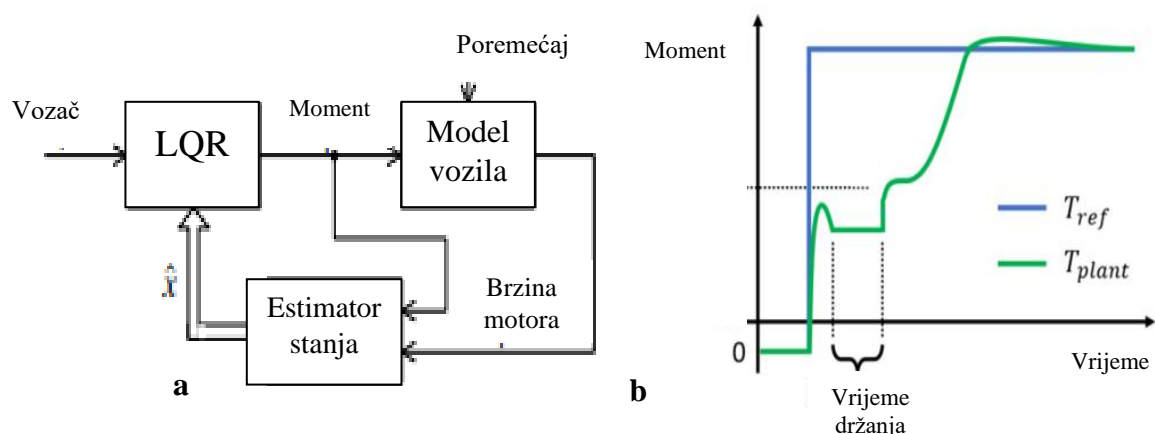 Poremećaj
Vozač
Moment
LQR
Model
vozila
Estimator
stanja
Brzina
motora
x̂
a
Moment
T_ref
T_plant
0
Vrijeme
Vrijeme
držanja
b